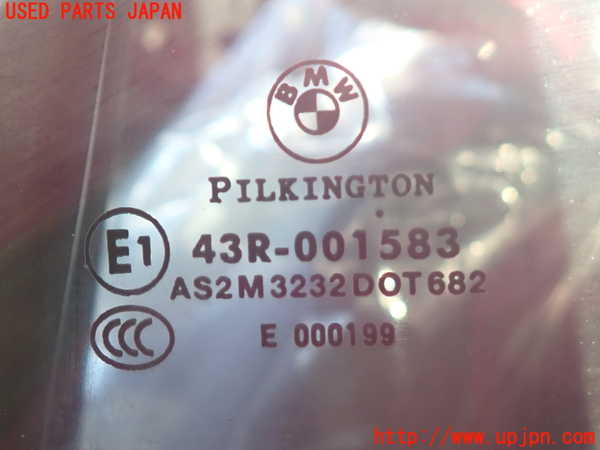 USED PARTS JAPAN
BMW
PILKINGTON
E1 43R-001583
AS2M3232DOT682
CCC E 000199
http://www.upjpn.com/